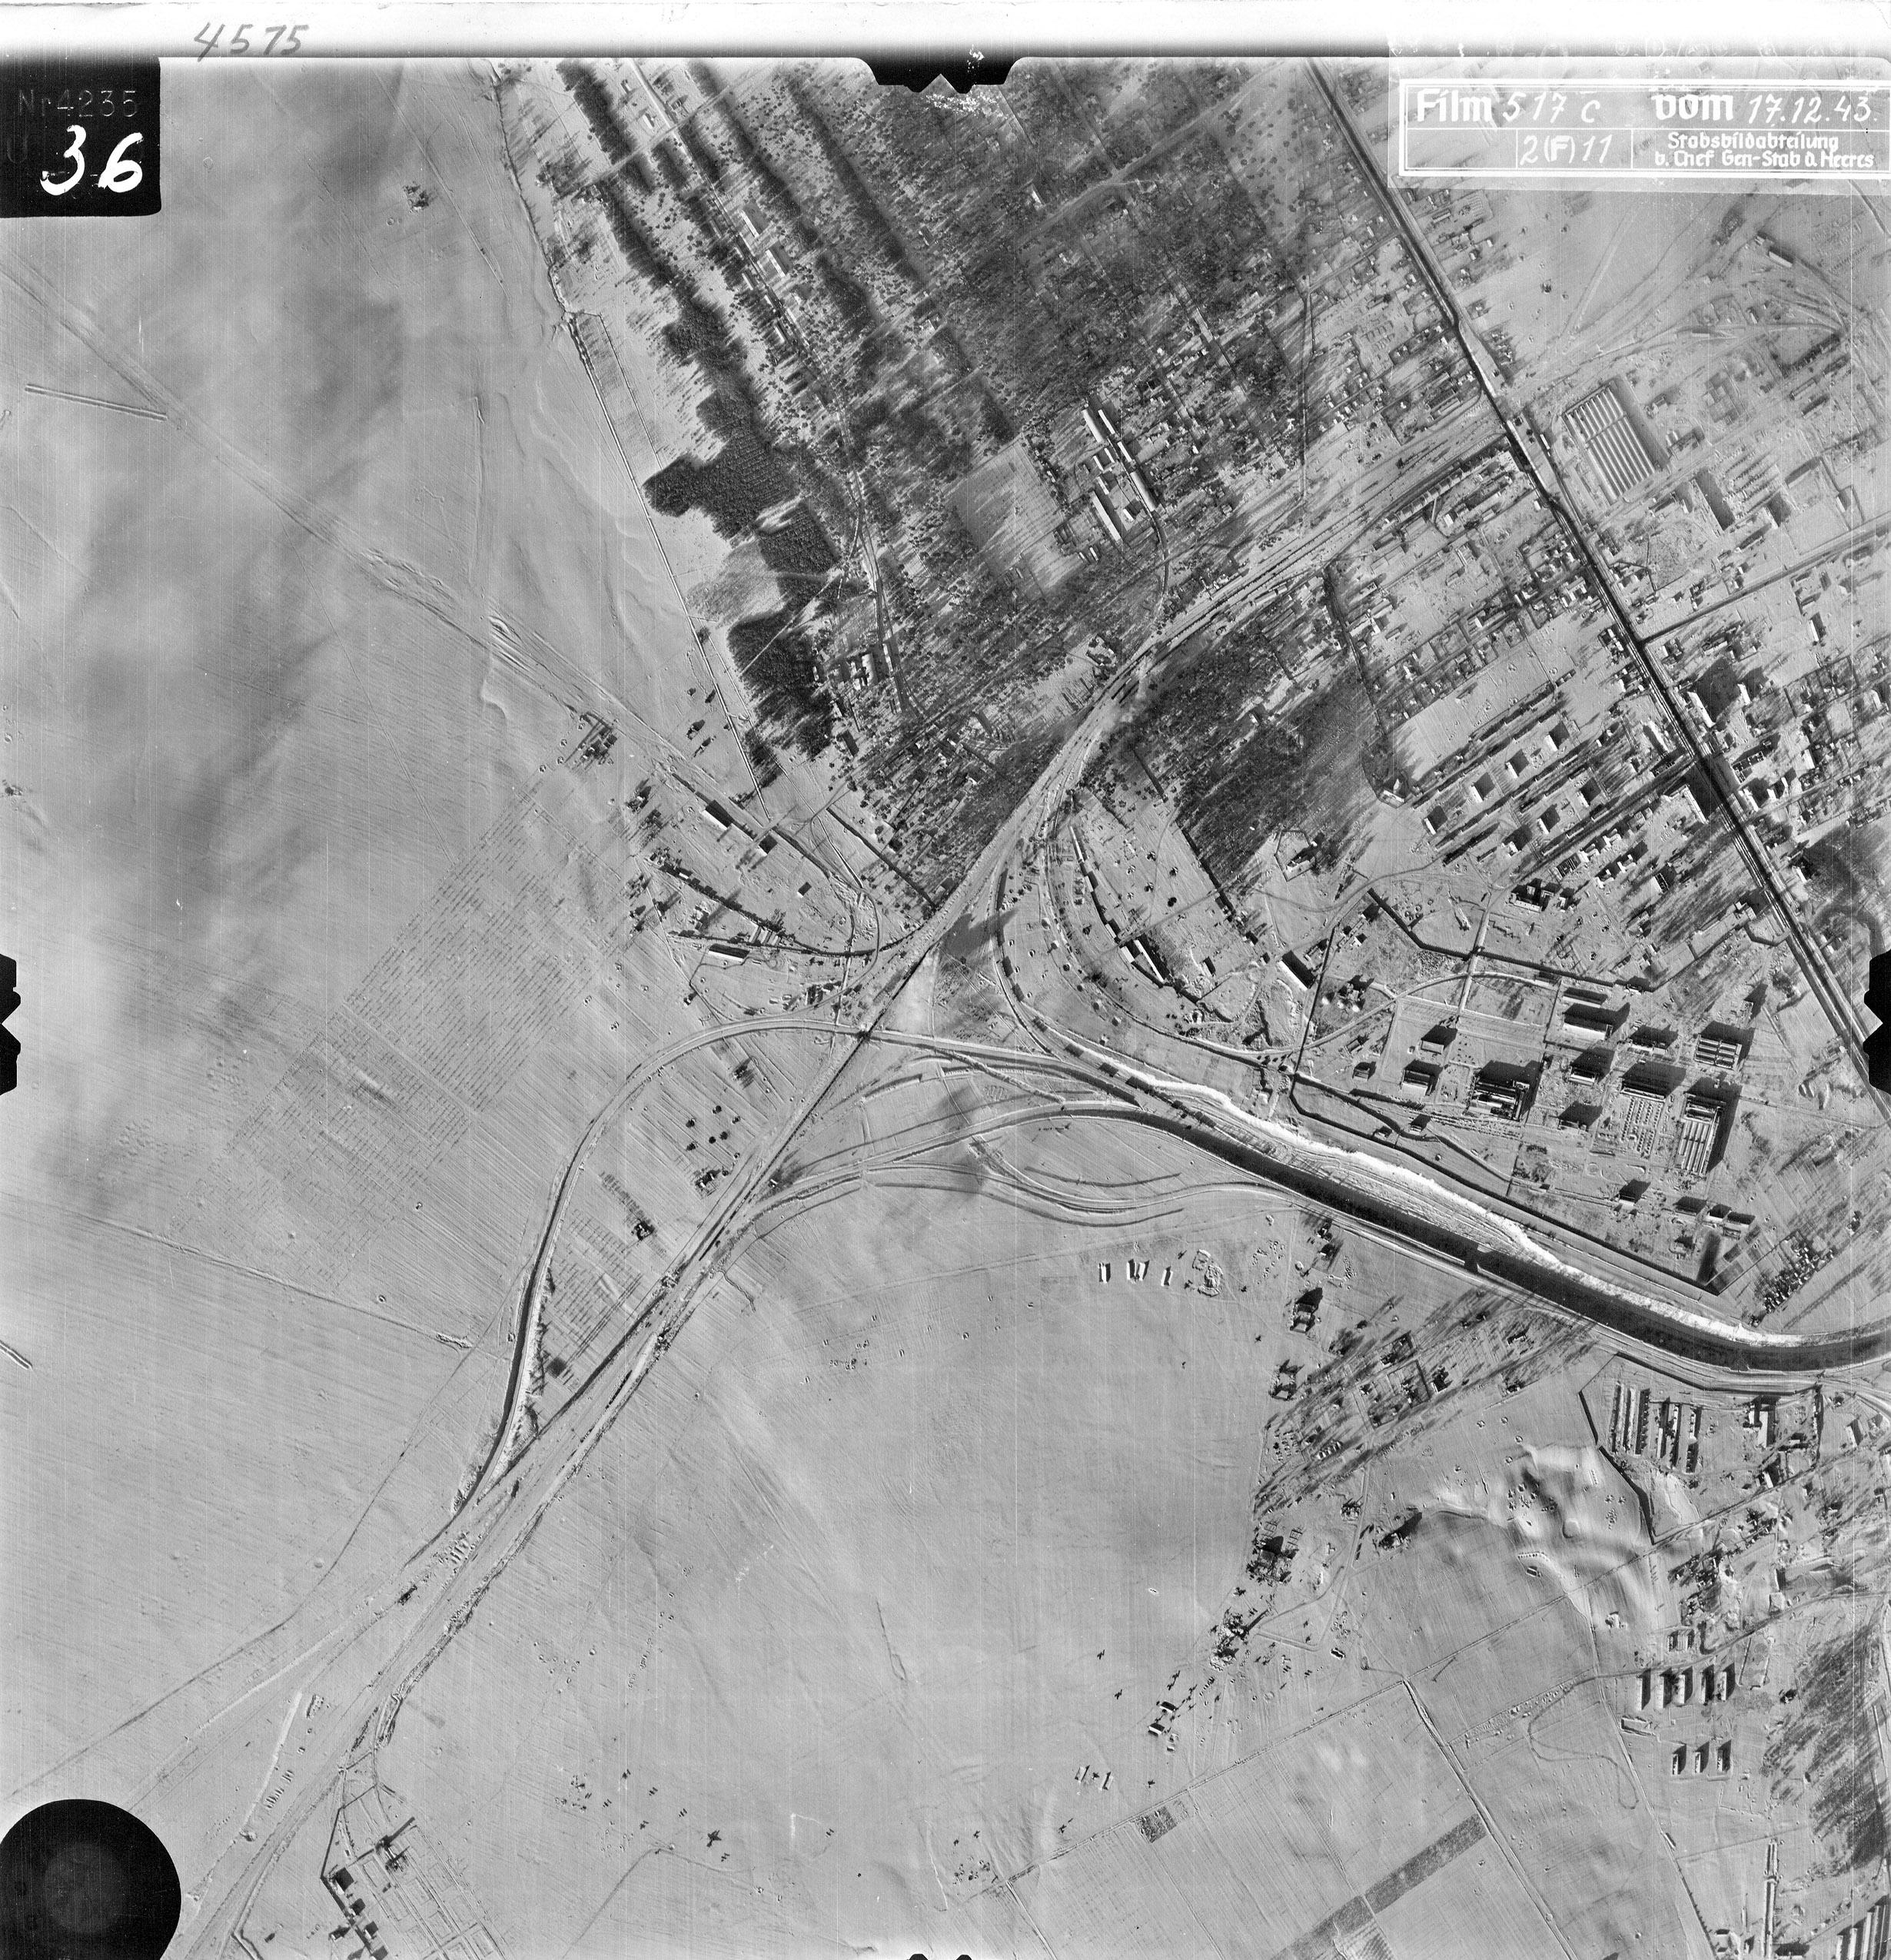 4575
Nr 4235
36
Film 517 c vom 17.12.43.
2(F)11
Stabsbildabteilung
b. Chef Gen-Stab d. Heeres